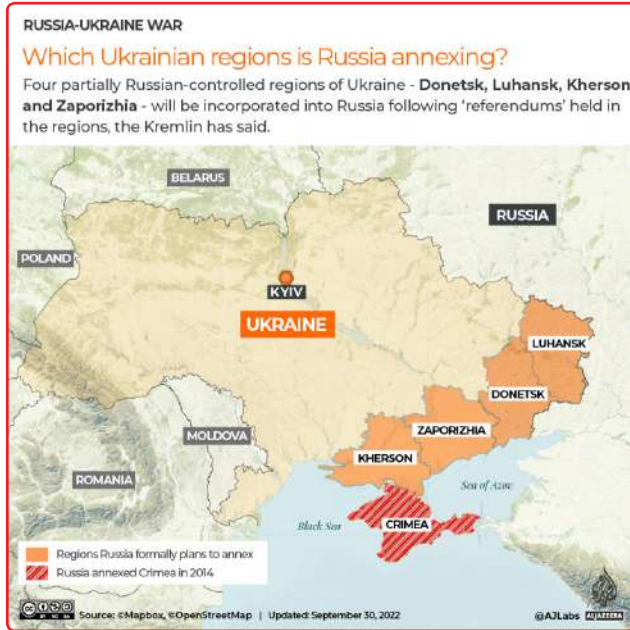 RUSSIA-UKRAINE WAR
Which Ukrainian regions is Russia annexing?
Four partially Russian-controlled regions of Ukraine - Donetsk, Luhansk, Kherson
and Zaporizhia - will be incorporated into Russia following ‘referendums’ held in
the regions, the Kremlin has said.
BELARUS
RUSSIA
POLAND
KYIV
UKRAINE
LUHANSK
DONETSK
MOLDOVA
ZAPORIZHIA
KHERSON
ROMANIA
Sea of Azov
Black Sea
CRIMEA
Regions Russia formally plans to annex
Russia annexed Crimea in 2014
Source: ©Mapbox, ©OpenStreetMap | Updated: September 30, 2022
@AJLabs ALJAZEERA